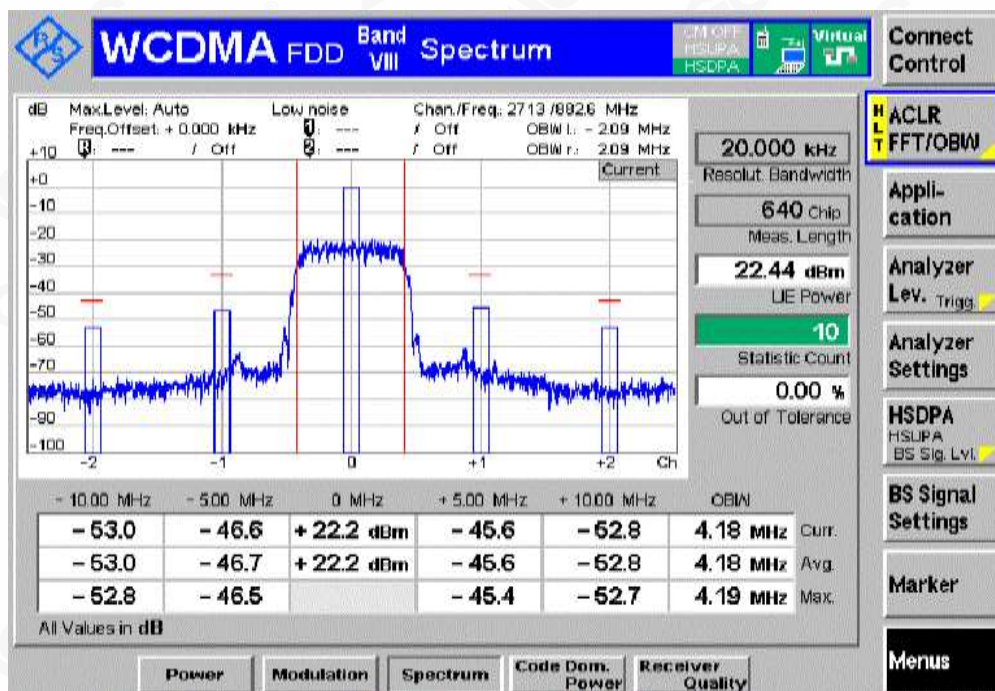 WCDMA FDD Band VIII Spectrum
CM OFF
HSUPA
HSDPA
Virtual
Connect Control
dB Max.Level: Auto Low noise Chan./Freq.: 2713 /882.6 MHz
Freq.Offset: + 0.000 kHz 1: --- / Off OBW l.: - 2.09 MHz
R: --- / Off 2: --- / Off OBW r.: 2.09 MHz
Current
+10
+0
-10
-20
-30
-40
-50
-60
-70
-90
-100
-2 -1 0 +1 +2 Ch
20.000 kHz
Resolut. Bandwidth
640 Chip
Meas. Length
22.44 dBm
UE Power
10
Statistic Count
0.00 %
Out of Tolerance
- 10.00 MHz - 5.00 MHz 0 MHz + 5.00 MHz + 10.00 MHz OBW
- 53.0 - 46.6 + 22.2 dBm - 45.6 - 52.8 4.18 MHz Curr.
- 53.0 - 46.7 + 22.2 dBm - 45.6 - 52.8 4.18 MHz Avg.
- 52.8 - 46.5 - 45.4 - 52.7 4.19 MHz Max.
All Values in dB
HLT
ACLR
FFT/OBW
Appli-
cation
Analyzer
Lev. Trigg.
Analyzer
Settings
HSDPA
HSUPA
BS Sig. Lvl.
BS Signal
Settings
Marker
Menus
Power Modulation Spectrum Code Dom. Power Receiver Quality